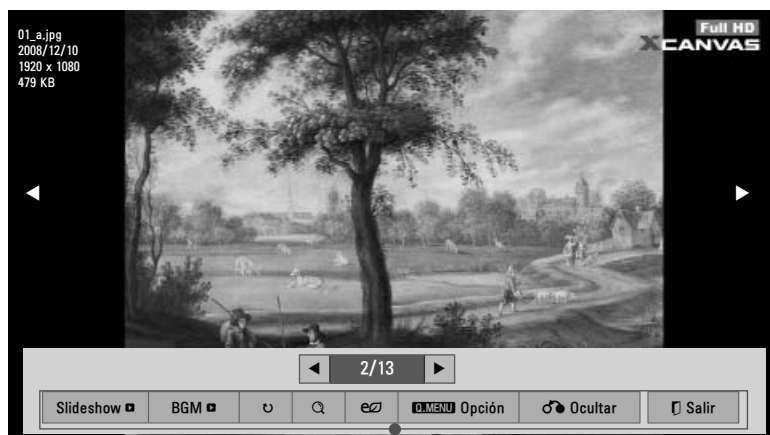 01_a.jpg
2008/12/10
1920 x 1080
479 KB
Full HD
XCANVAS
2/13
Slideshow
BGM
Q.MENU Opción
Ocultar
Salir